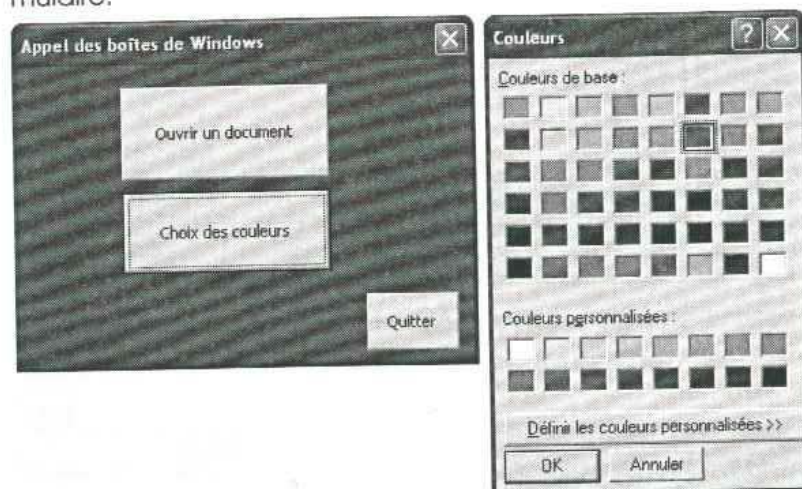 Appel des boîtes de Windows
Ouvrir un document
Choix des couleurs
Quitter
Couleurs
Couleurs de base :
Couleurs personnalisées :
Définir les couleurs personnalisées >>
OK
Annuler